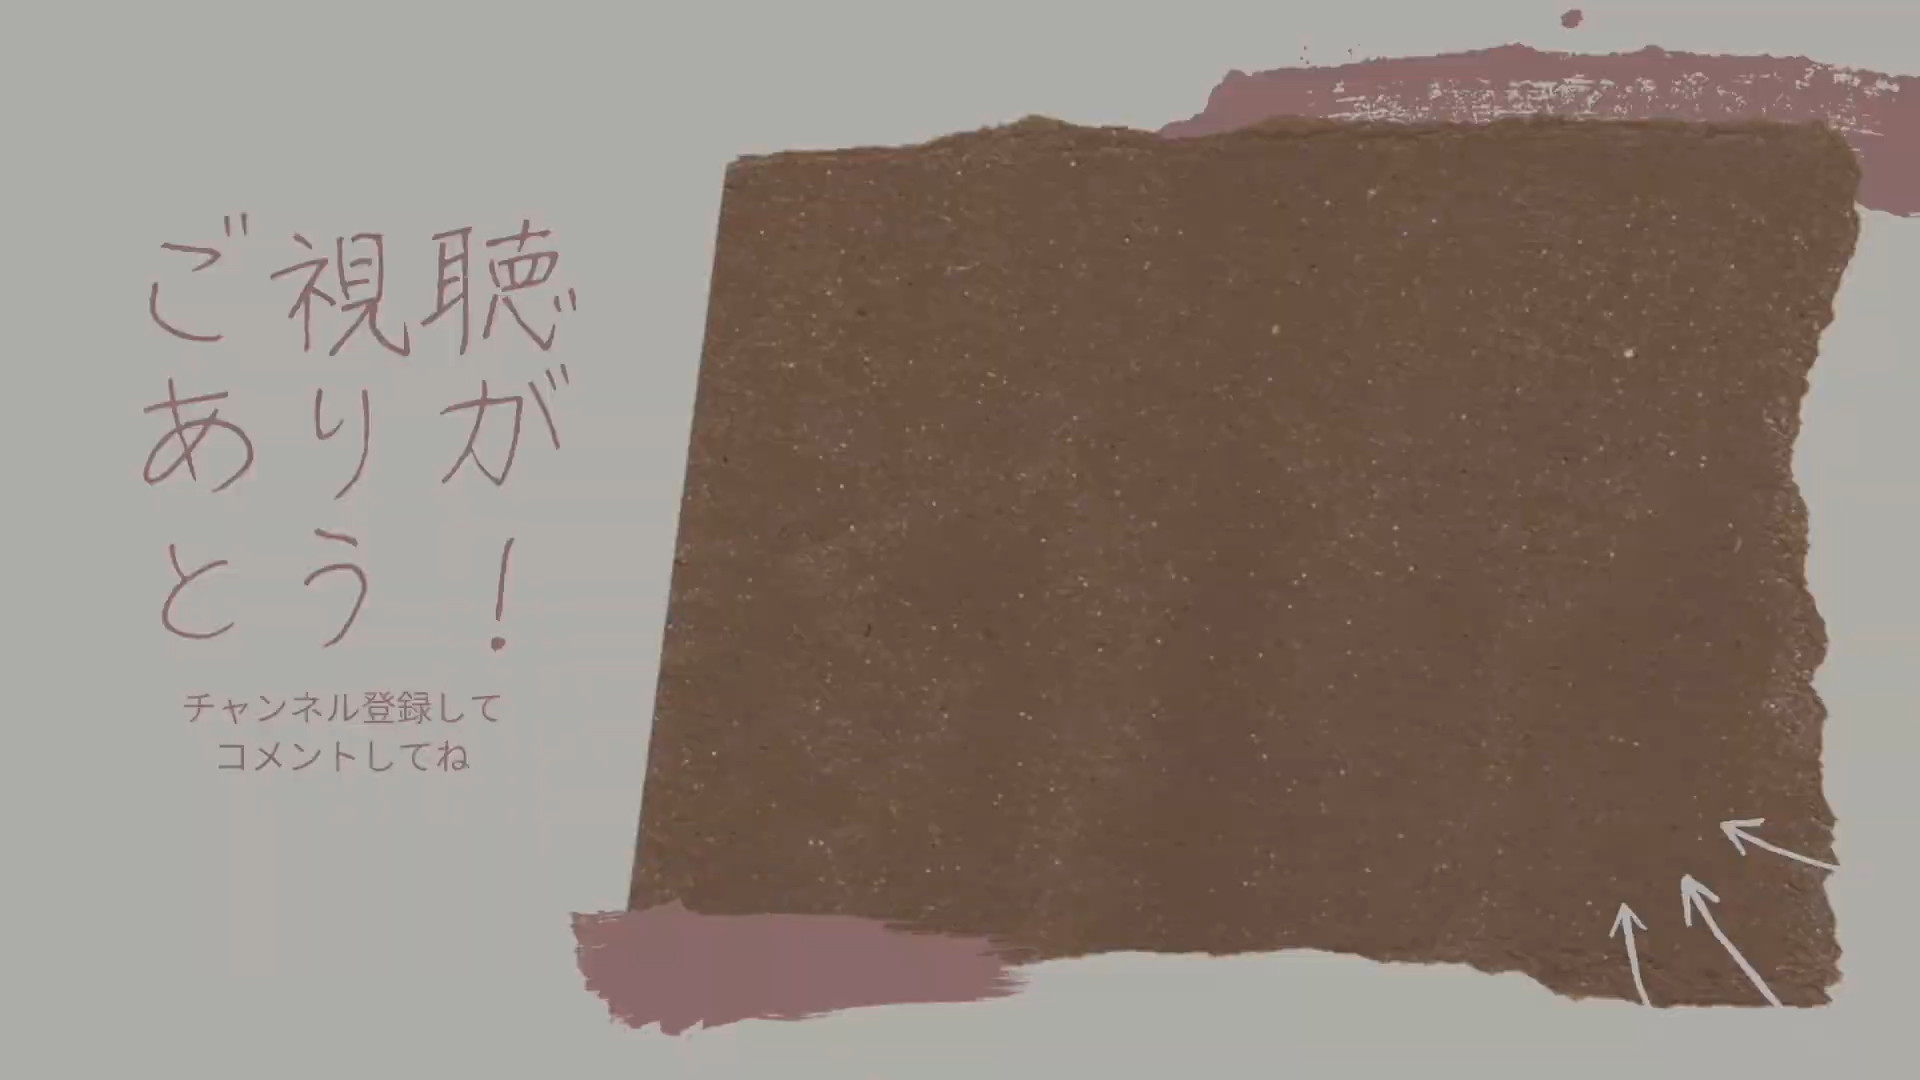 ご視聴
ありが
とう！
チャンネル登録して
コメントしてね